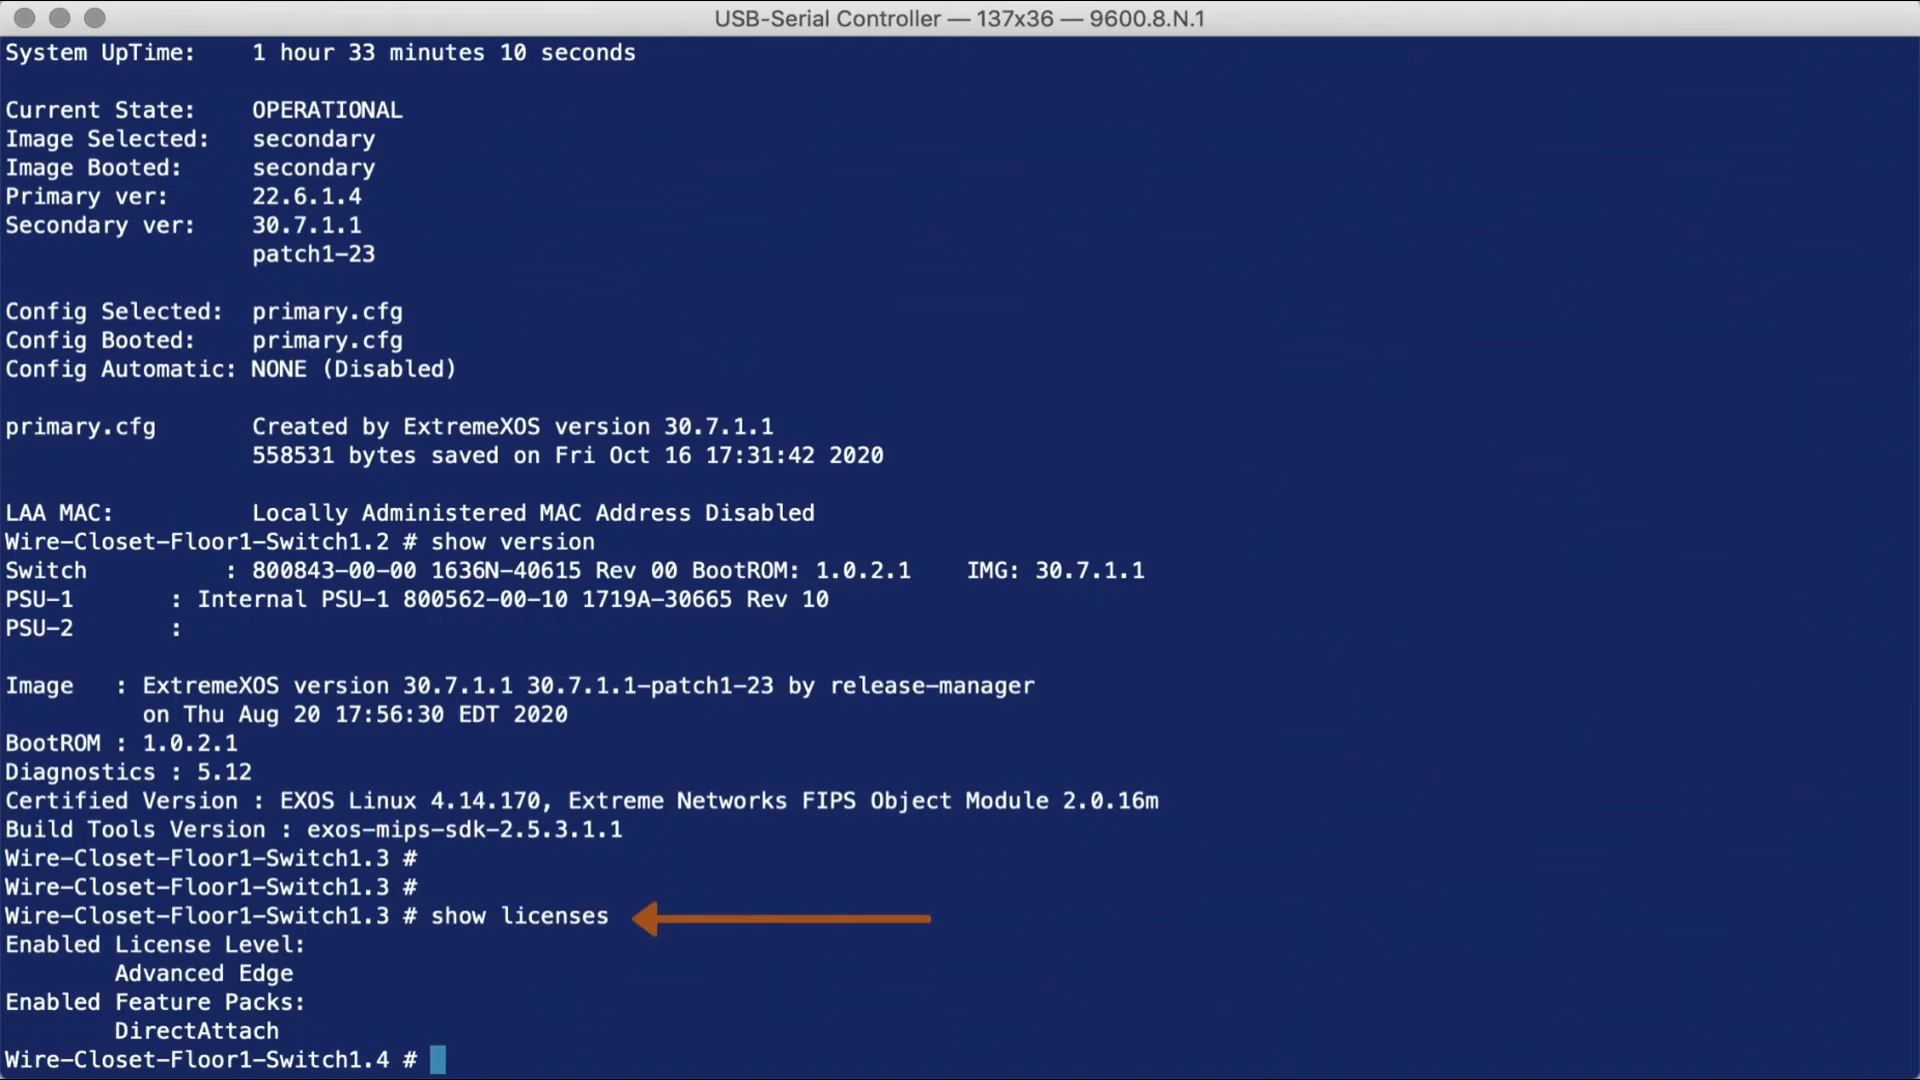 USB-Serial Controller — 137x36 — 9600.8.N.1
System UpTime:    1 hour 33 minutes 10 seconds
Current State:    OPERATIONAL
Image Selected:   secondary
Image Booted:     secondary
Primary ver:      22.6.1.4
Secondary ver:    30.7.1.1
                  patch1-23
Config Selected:  primary.cfg
Config Booted:    primary.cfg
Config Automatic: NONE (Disabled)
primary.cfg       Created by ExtremeXOS version 30.7.1.1
                  558531 bytes saved on Fri Oct 16 17:31:42 2020
LAA MAC:          Locally Administered MAC Address Disabled
Wire-Closet-Floor1-Switch1.2 # show version
Switch          : 800843-00-00 1636N-40615 Rev 00 BootROM: 1.0.2.1    IMG: 30.7.1.1
PSU-1       : Internal PSU-1 800562-00-10 1719A-30665 Rev 10
PSU-2       :
Image   : ExtremeXOS version 30.7.1.1 30.7.1.1-patch1-23 by release-manager
          on Thu Aug 20 17:56:30 EDT 2020
BootROM : 1.0.2.1
Diagnostics : 5.12
Certified Version : EXOS Linux 4.14.170, Extreme Networks FIPS Object Module 2.0.16m
Build Tools Version : exos-mips-sdk-2.5.3.1.1
Wire-Closet-Floor1-Switch1.3 #
Wire-Closet-Floor1-Switch1.3 #
Wire-Closet-Floor1-Switch1.3 # show licenses
Enabled License Level:
        Advanced Edge
Enabled Feature Packs:
        DirectAttach
Wire-Closet-Floor1-Switch1.4 #